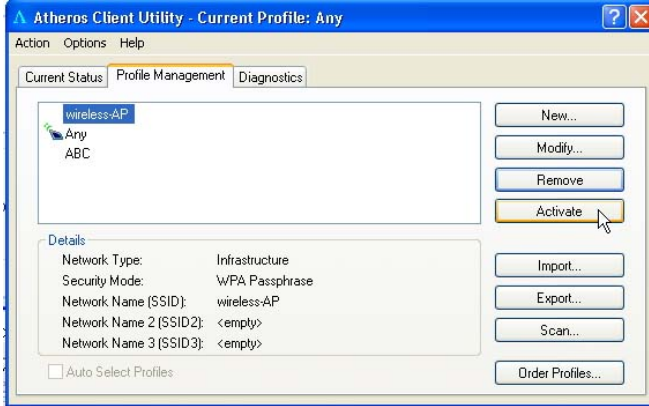 Atheros Client Utility - Current Profile: Any
Action Options Help
Current Status Profile Management Diagnostics
wireless-AP
Any
ABC
New...
Modify...
Remove
Activate
Details
Network Type: Infrastructure
Security Mode: WPA Passphrase
Network Name (SSID): wireless-AP
Network Name 2 (SSID2): <empty>
Network Name 3 (SSID3): <empty>
Import...
Export...
Scan...
Auto Select Profiles
Order Profiles...